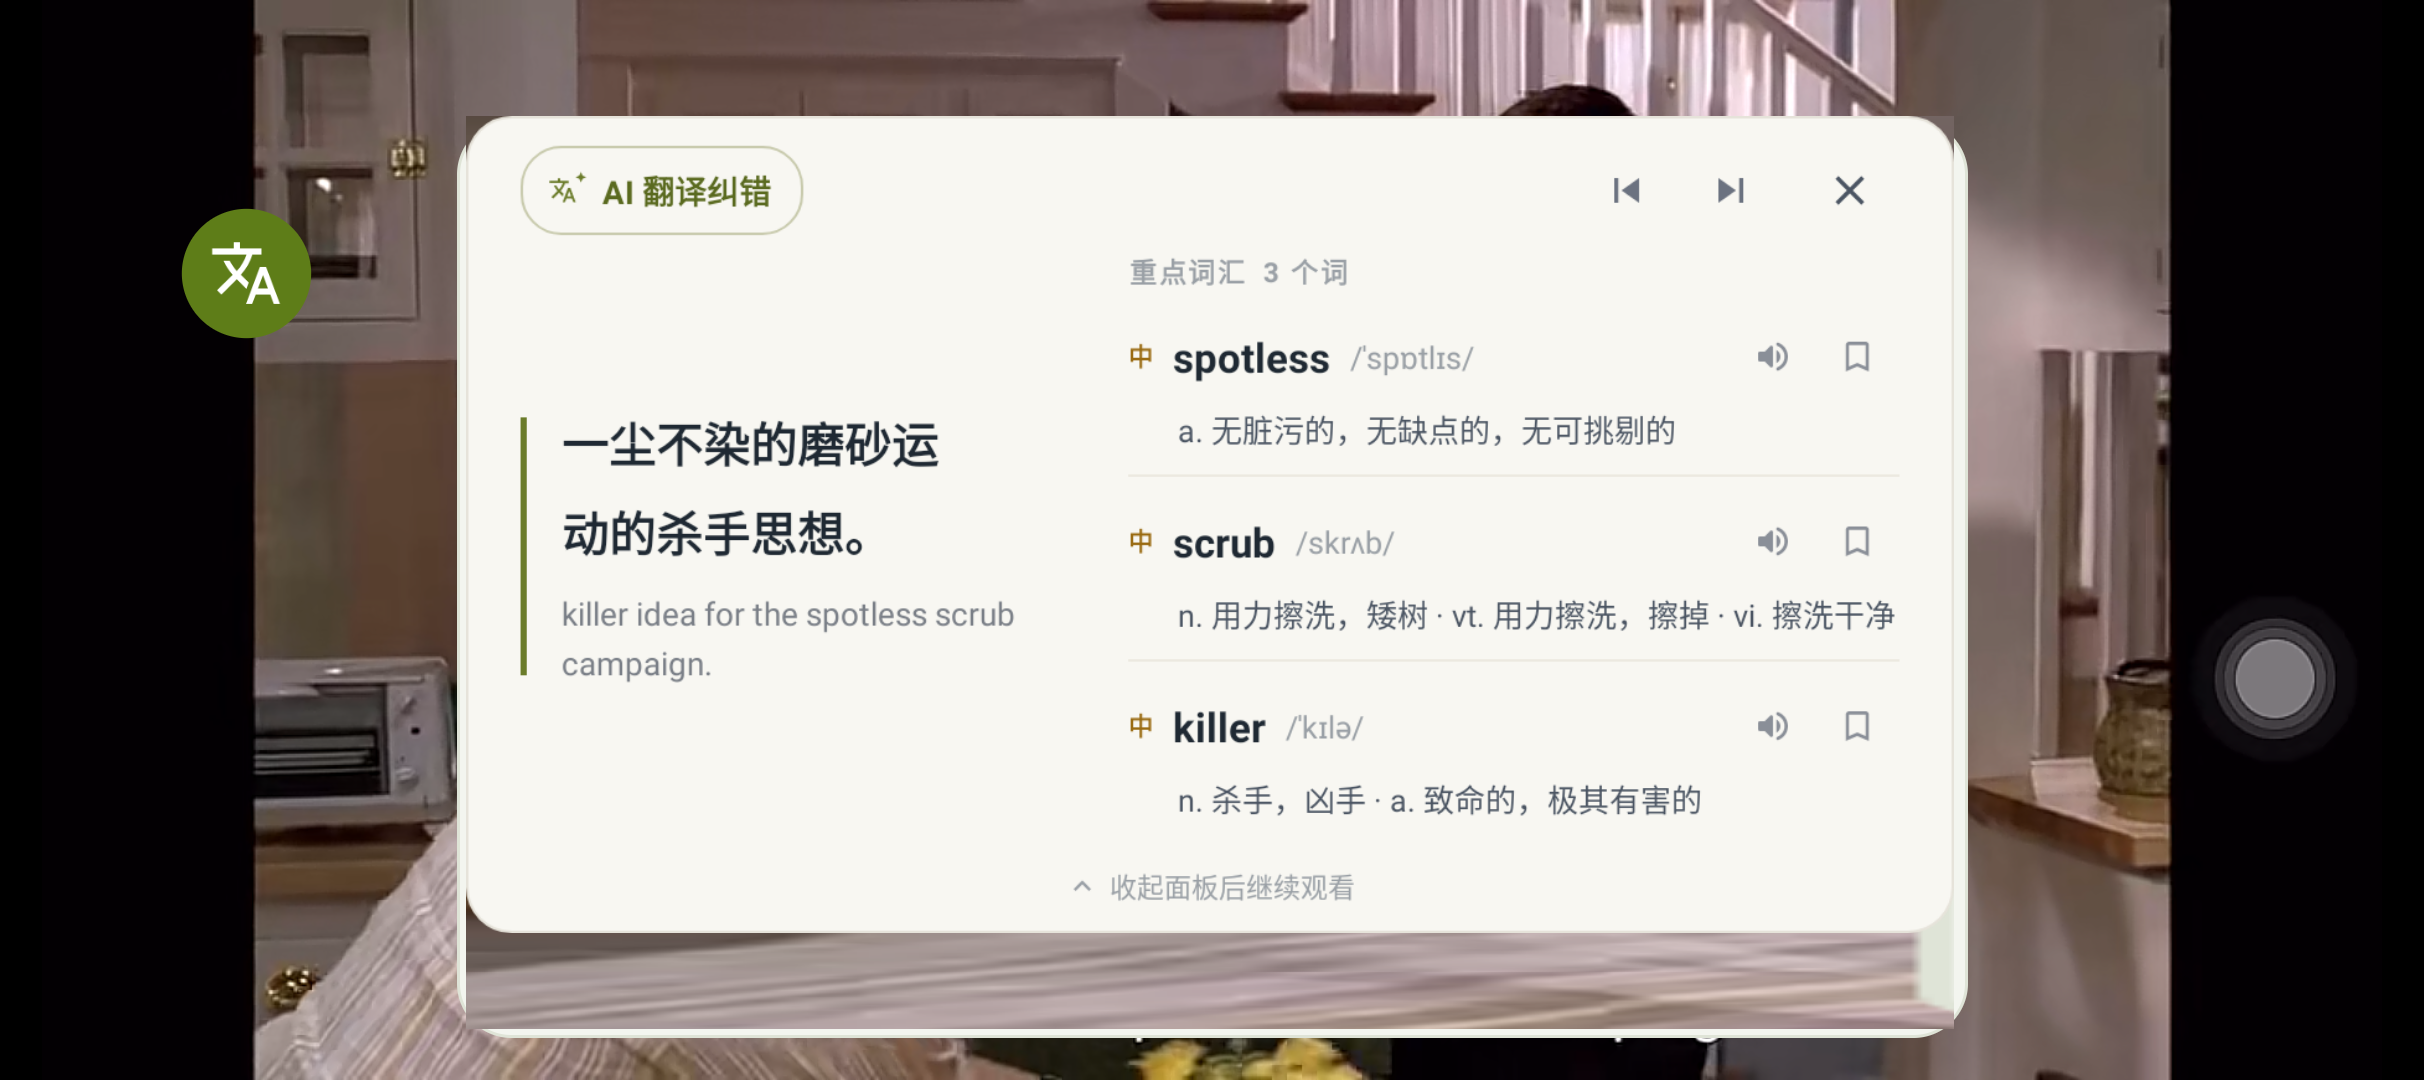 AI 翻译纠错
一尘不染的磨砂运
动的杀手思想。
killer idea for the spotless scrub
campaign.
重点词汇 3 个词
中 spotless /ˈspɒtlɪs/
a. 无脏污的，无缺点的，无可挑剔的
中 scrub /skrʌb/
n. 用力擦洗，矮树 · vt. 用力擦洗，擦掉 · vi. 擦洗干净
中 killer /ˈkɪlə/
n. 杀手，凶手 · a. 致命的，极其有害的
收起面板后继续观看